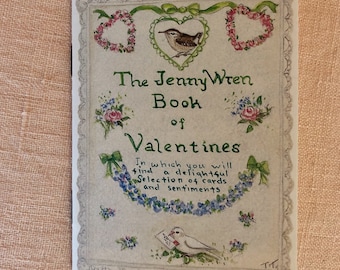 The Jenny Wren
Book
of
Valentines
In which you will
find a delightful
Selection of cards
and sentiments